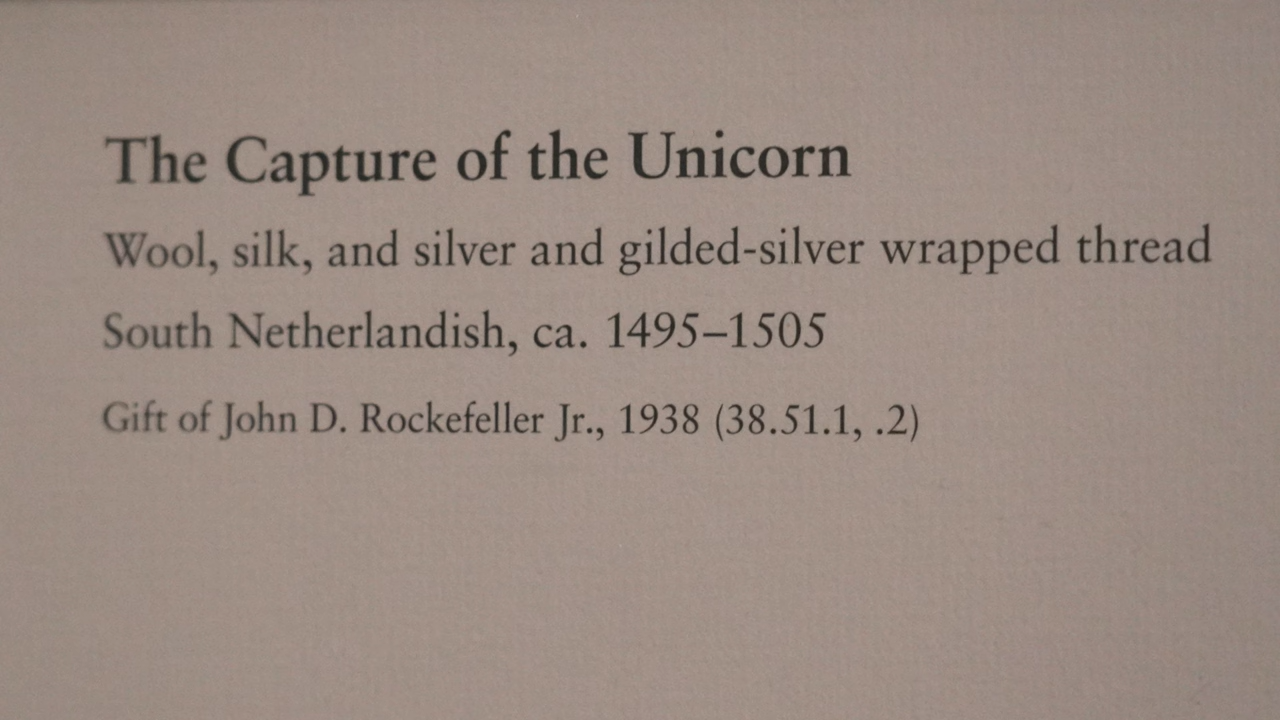 The Capture of the Unicorn
Wool, silk, and silver and gilded-silver wrapped thread
South Netherlandish, ca. 1495–1505
Gift of John D. Rockefeller Jr., 1938 (38.51.1, .2)